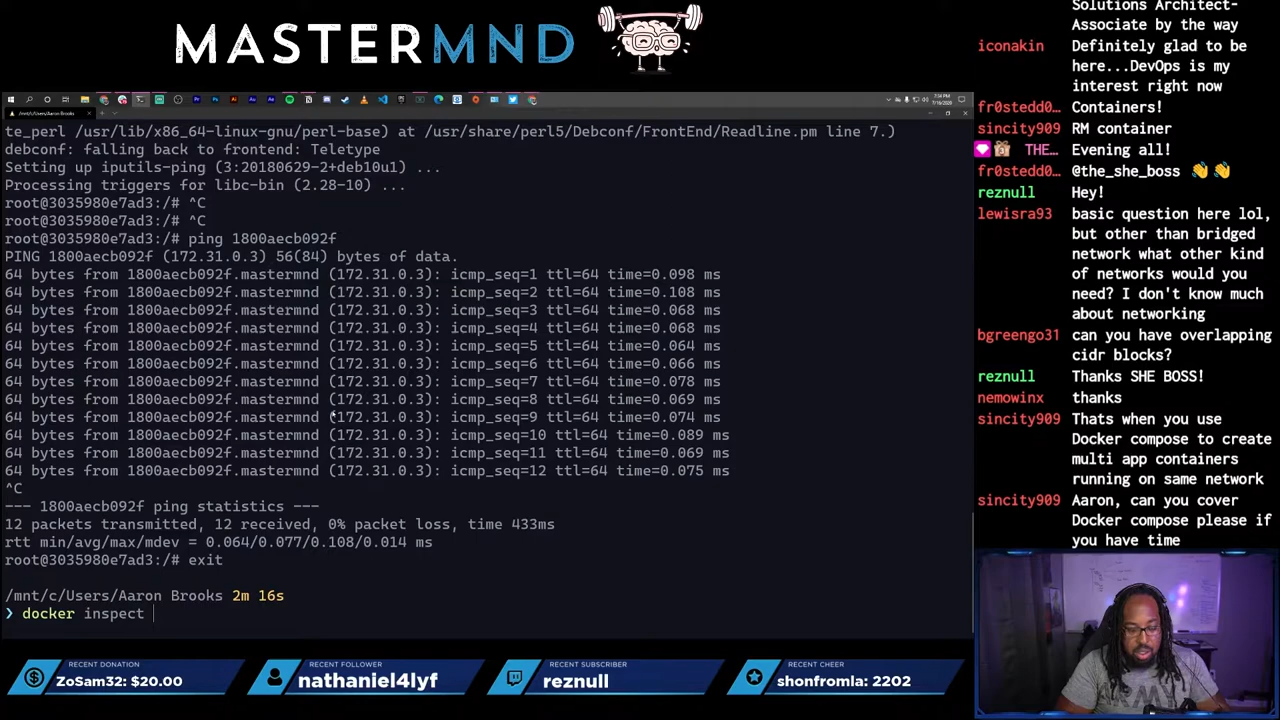 MASTERMND
7:54 PM
7/16/2020
/mnt/c/Users/Aaron Brooks
te_perl /usr/lib/x86_64-linux-gnu/perl-base) at /usr/share/perl5/Debconf/FrontEnd/Readline.pm line 7.)
debconf: falling back to frontend: Teletype
Setting up iputils-ping (3:20180629-2+deb10u1) ...
Processing triggers for libc-bin (2.28-10) ...
root@3035980e7ad3:/# ^C
root@3035980e7ad3:/# ^C
root@3035980e7ad3:/# ping 1800aecb092f
PING 1800aecb092f (172.31.0.3) 56(84) bytes of data.
64 bytes from 1800aecb092f.mastermnd (172.31.0.3): icmp_seq=1 ttl=64 time=0.098 ms
64 bytes from 1800aecb092f.mastermnd (172.31.0.3): icmp_seq=2 ttl=64 time=0.108 ms
64 bytes from 1800aecb092f.mastermnd (172.31.0.3): icmp_seq=3 ttl=64 time=0.068 ms
64 bytes from 1800aecb092f.mastermnd (172.31.0.3): icmp_seq=4 ttl=64 time=0.068 ms
64 bytes from 1800aecb092f.mastermnd (172.31.0.3): icmp_seq=5 ttl=64 time=0.064 ms
64 bytes from 1800aecb092f.mastermnd (172.31.0.3): icmp_seq=6 ttl=64 time=0.066 ms
64 bytes from 1800aecb092f.mastermnd (172.31.0.3): icmp_seq=7 ttl=64 time=0.078 ms
64 bytes from 1800aecb092f.mastermnd (172.31.0.3): icmp_seq=8 ttl=64 time=0.069 ms
64 bytes from 1800aecb092f.mastermnd (172.31.0.3): icmp_seq=9 ttl=64 time=0.074 ms
64 bytes from 1800aecb092f.mastermnd (172.31.0.3): icmp_seq=10 ttl=64 time=0.089 ms
64 bytes from 1800aecb092f.mastermnd (172.31.0.3): icmp_seq=11 ttl=64 time=0.069 ms
64 bytes from 1800aecb092f.mastermnd (172.31.0.3): icmp_seq=12 ttl=64 time=0.075 ms
^C
--- 1800aecb092f ping statistics ---
12 packets transmitted, 12 received, 0% packet loss, time 433ms
rtt min/avg/max/mdev = 0.064/0.077/0.108/0.014 ms
root@3035980e7ad3:/# exit
/mnt/c/Users/Aaron Brooks 2m 16s
❯ docker inspect
Solutions Architect-
Associate by the way
iconakin Definitely glad to be
here...DevOps is my
interest right now
fr0stedd0… Containers!
sincity909 RM container
THE… Evening all!
fr0stedd0… @the_she_boss 👋 👋
reznull Hey!
lewisra93 basic question here lol,
but other than bridged
network what other kind
of networks would you
need? I don't know much
about networking
bgreengo31 can you have overlapping
cidr blocks?
reznull Thanks SHE BOSS!
nemowinx thanks
sincity909 Thats when you use
Docker compose to create
multi app containers
running on same network
sincity909 Aaron, can you cover
Docker compose please if
you have time
RECENT DONATION
ZoSam32: $20.00
RECENT FOLLOWER
nathaniel4lyf
RECENT SUBSCRIBER
reznull
RECENT CHEER
shonfromla: 2202